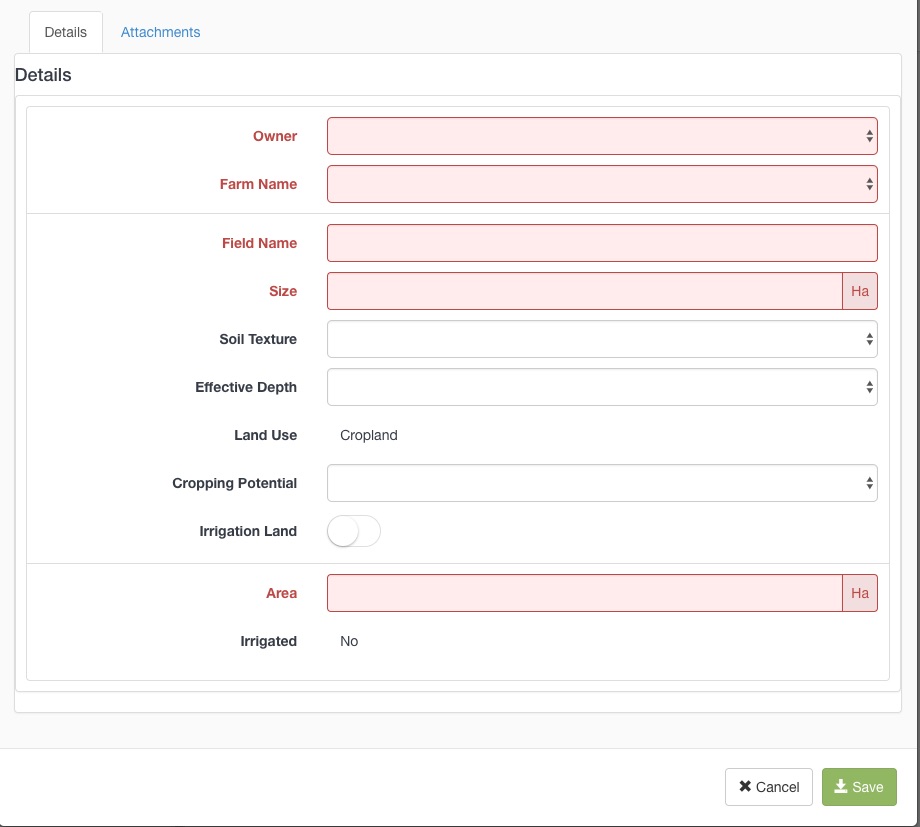 Details Attachments
Details
Owner
Farm Name
Field Name
Size Ha
Soil Texture
Effective Depth
Land Use Cropland
Cropping Potential
Irrigation Land
Area Ha
Irrigated No
Cancel Save